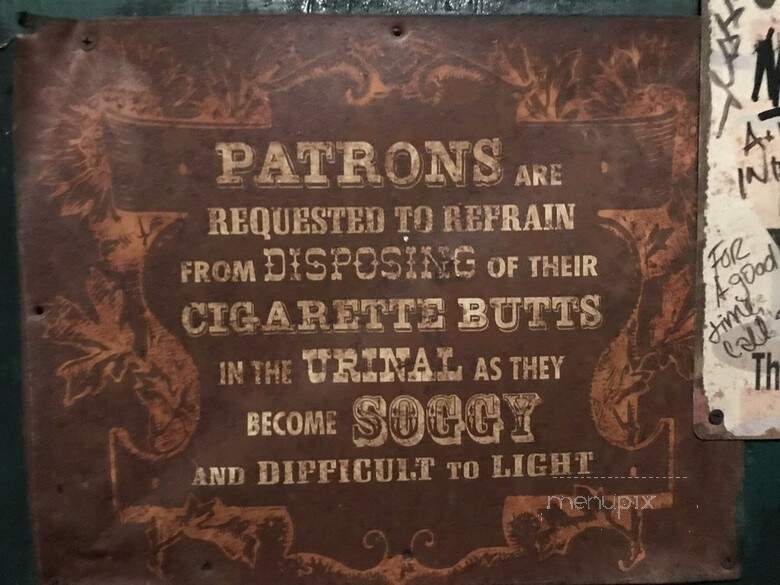 PATRONS ARE
REQUESTED TO REFRAIN
FROM DISPOSING OF THEIR
CIGARETTE BUTTS
IN THE URINAL AS THEY
BECOME SOGGY
AND DIFFICULT TO LIGHT
menupix
FOR
A good
time
call
Th